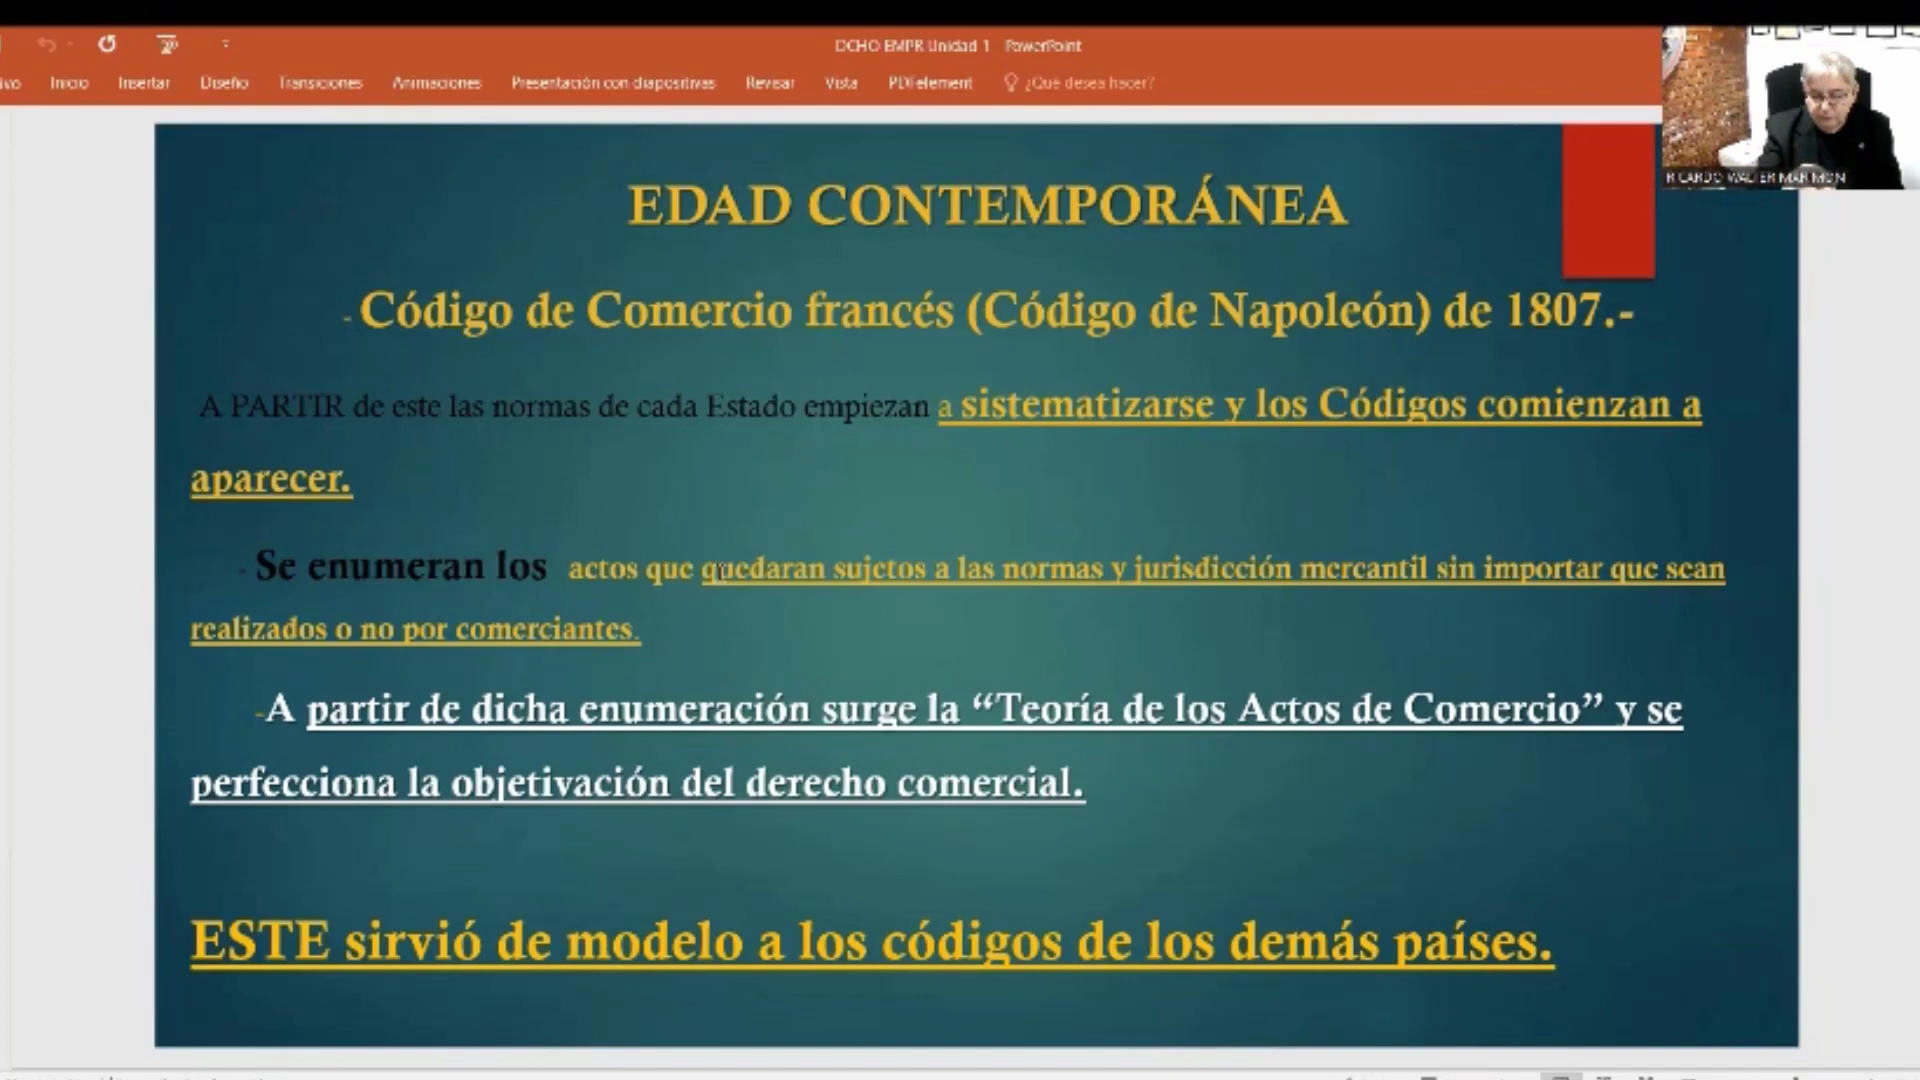 DCHO EMPR Unidad 1 - PowerPoint
Inicio Insertar Diseño Transiciones Animaciones Presentación con diapositivas Revisar Vista PDFelement ¿Qué desea hacer?
RICARDO WALTER MARIMON
EDAD CONTEMPORÁNEA
- Código de Comercio francés (Código de Napoleón) de 1807.-
A PARTIR de este las normas de cada Estado empiezan a sistematizarse y los Códigos comienzan a
aparecer.
- Se enumeran los actos que quedaran sujetos a las normas y jurisdicción mercantil sin importar que sean
realizados o no por comerciantes.
-A partir de dicha enumeración surge la “Teoría de los Actos de Comercio” y se
perfecciona la objetivación del derecho comercial.
ESTE sirvió de modelo a los códigos de los demás países.